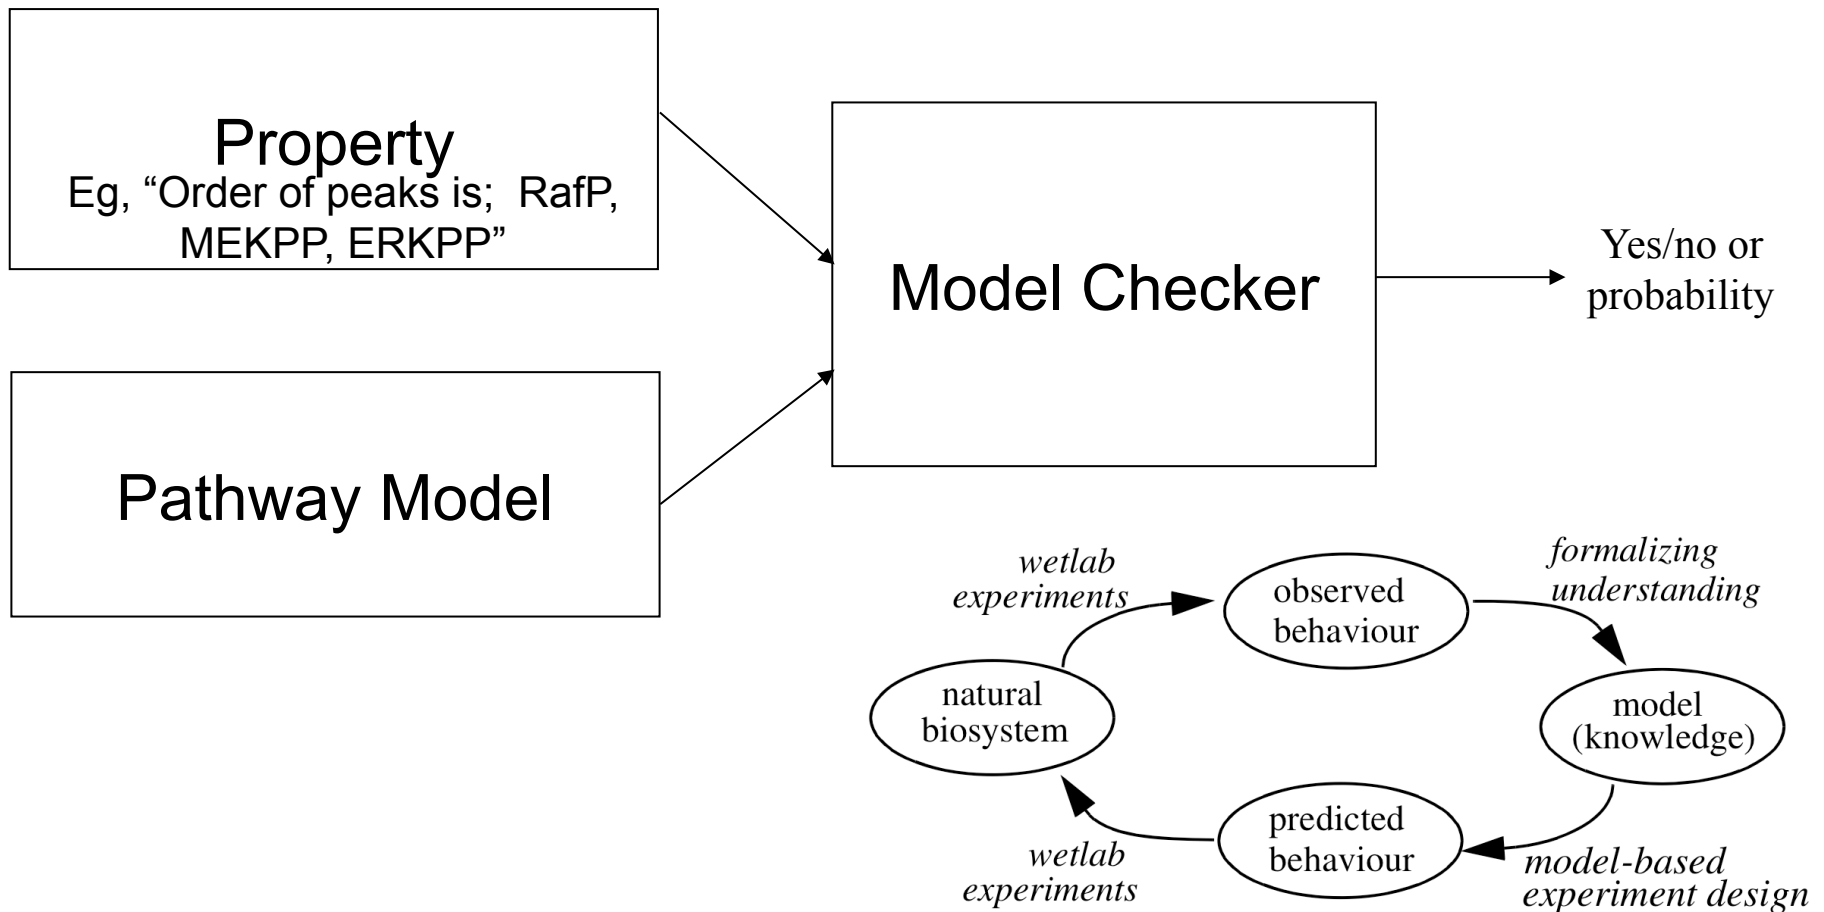 Property
Eg, “Order of peaks is;  RafP,
MEKPP, ERKPP”
Model Checker
Yes/no or
probability
Pathway Model
wetlab
experiments
observed
behaviour
formalizing
understanding
natural
biosystem
model
(knowledge)
predicted
behaviour
wetlab
experiments
model-based
experiment design